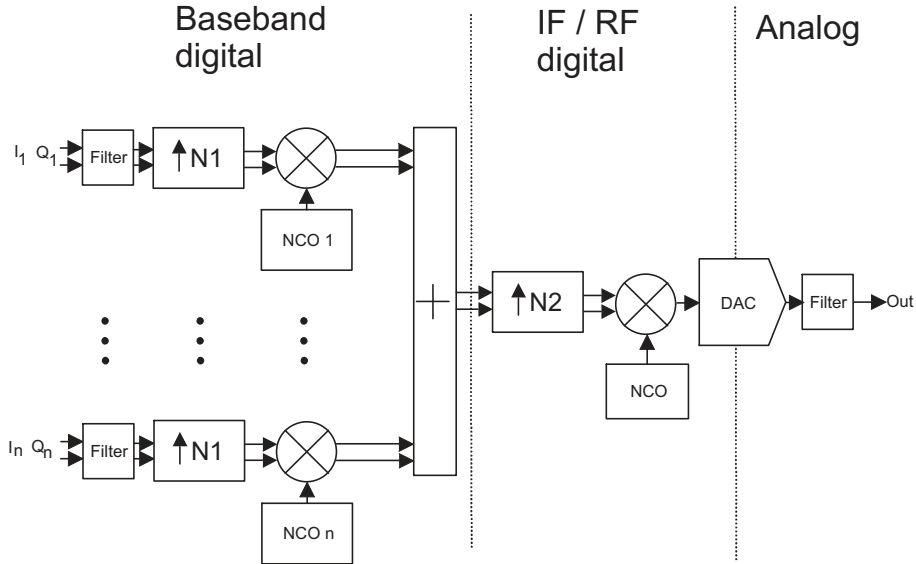 Baseband
digital
IF / RF
digital
Analog
I1 Q1
Filter
↑N1
NCO 1
+
↑N2
NCO
DAC
Filter
Out
In Qn
Filter
↑N1
NCO n